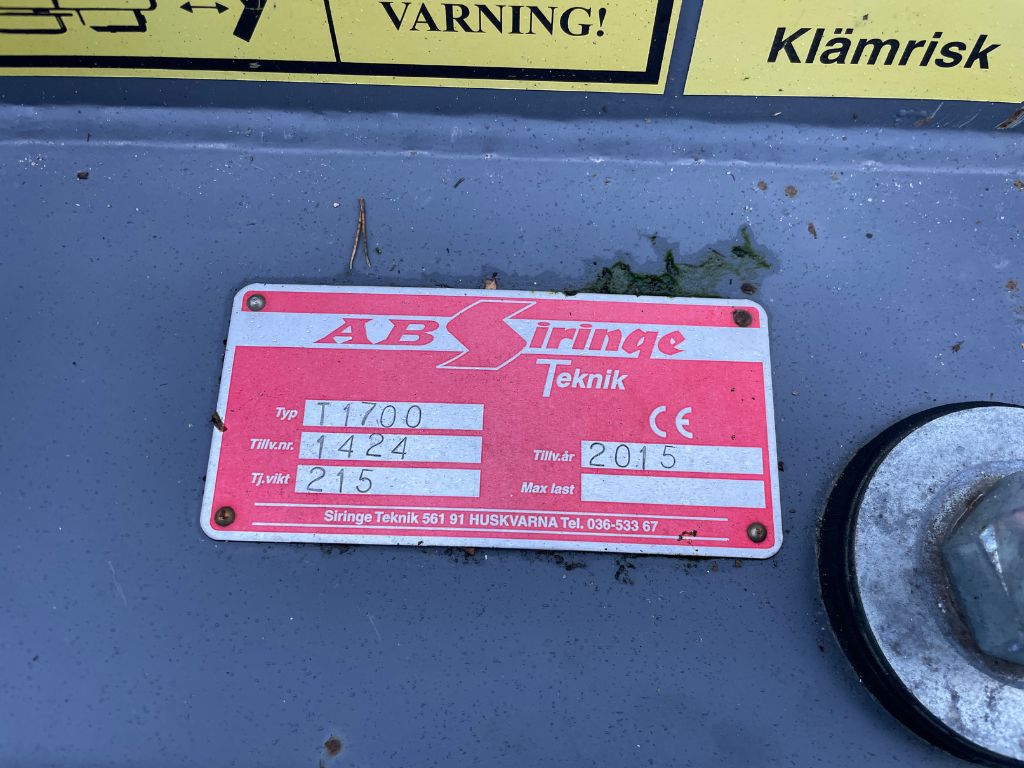 VARNING!
Klämrisk
AB Siringe
Teknik
CE
Typ T1700
Tillv.nr. 1424
Tillv.år 2015
Tj.vikt 215
Max last
Siringe Teknik 561 91 HUSKVARNA Tel. 036-533 67